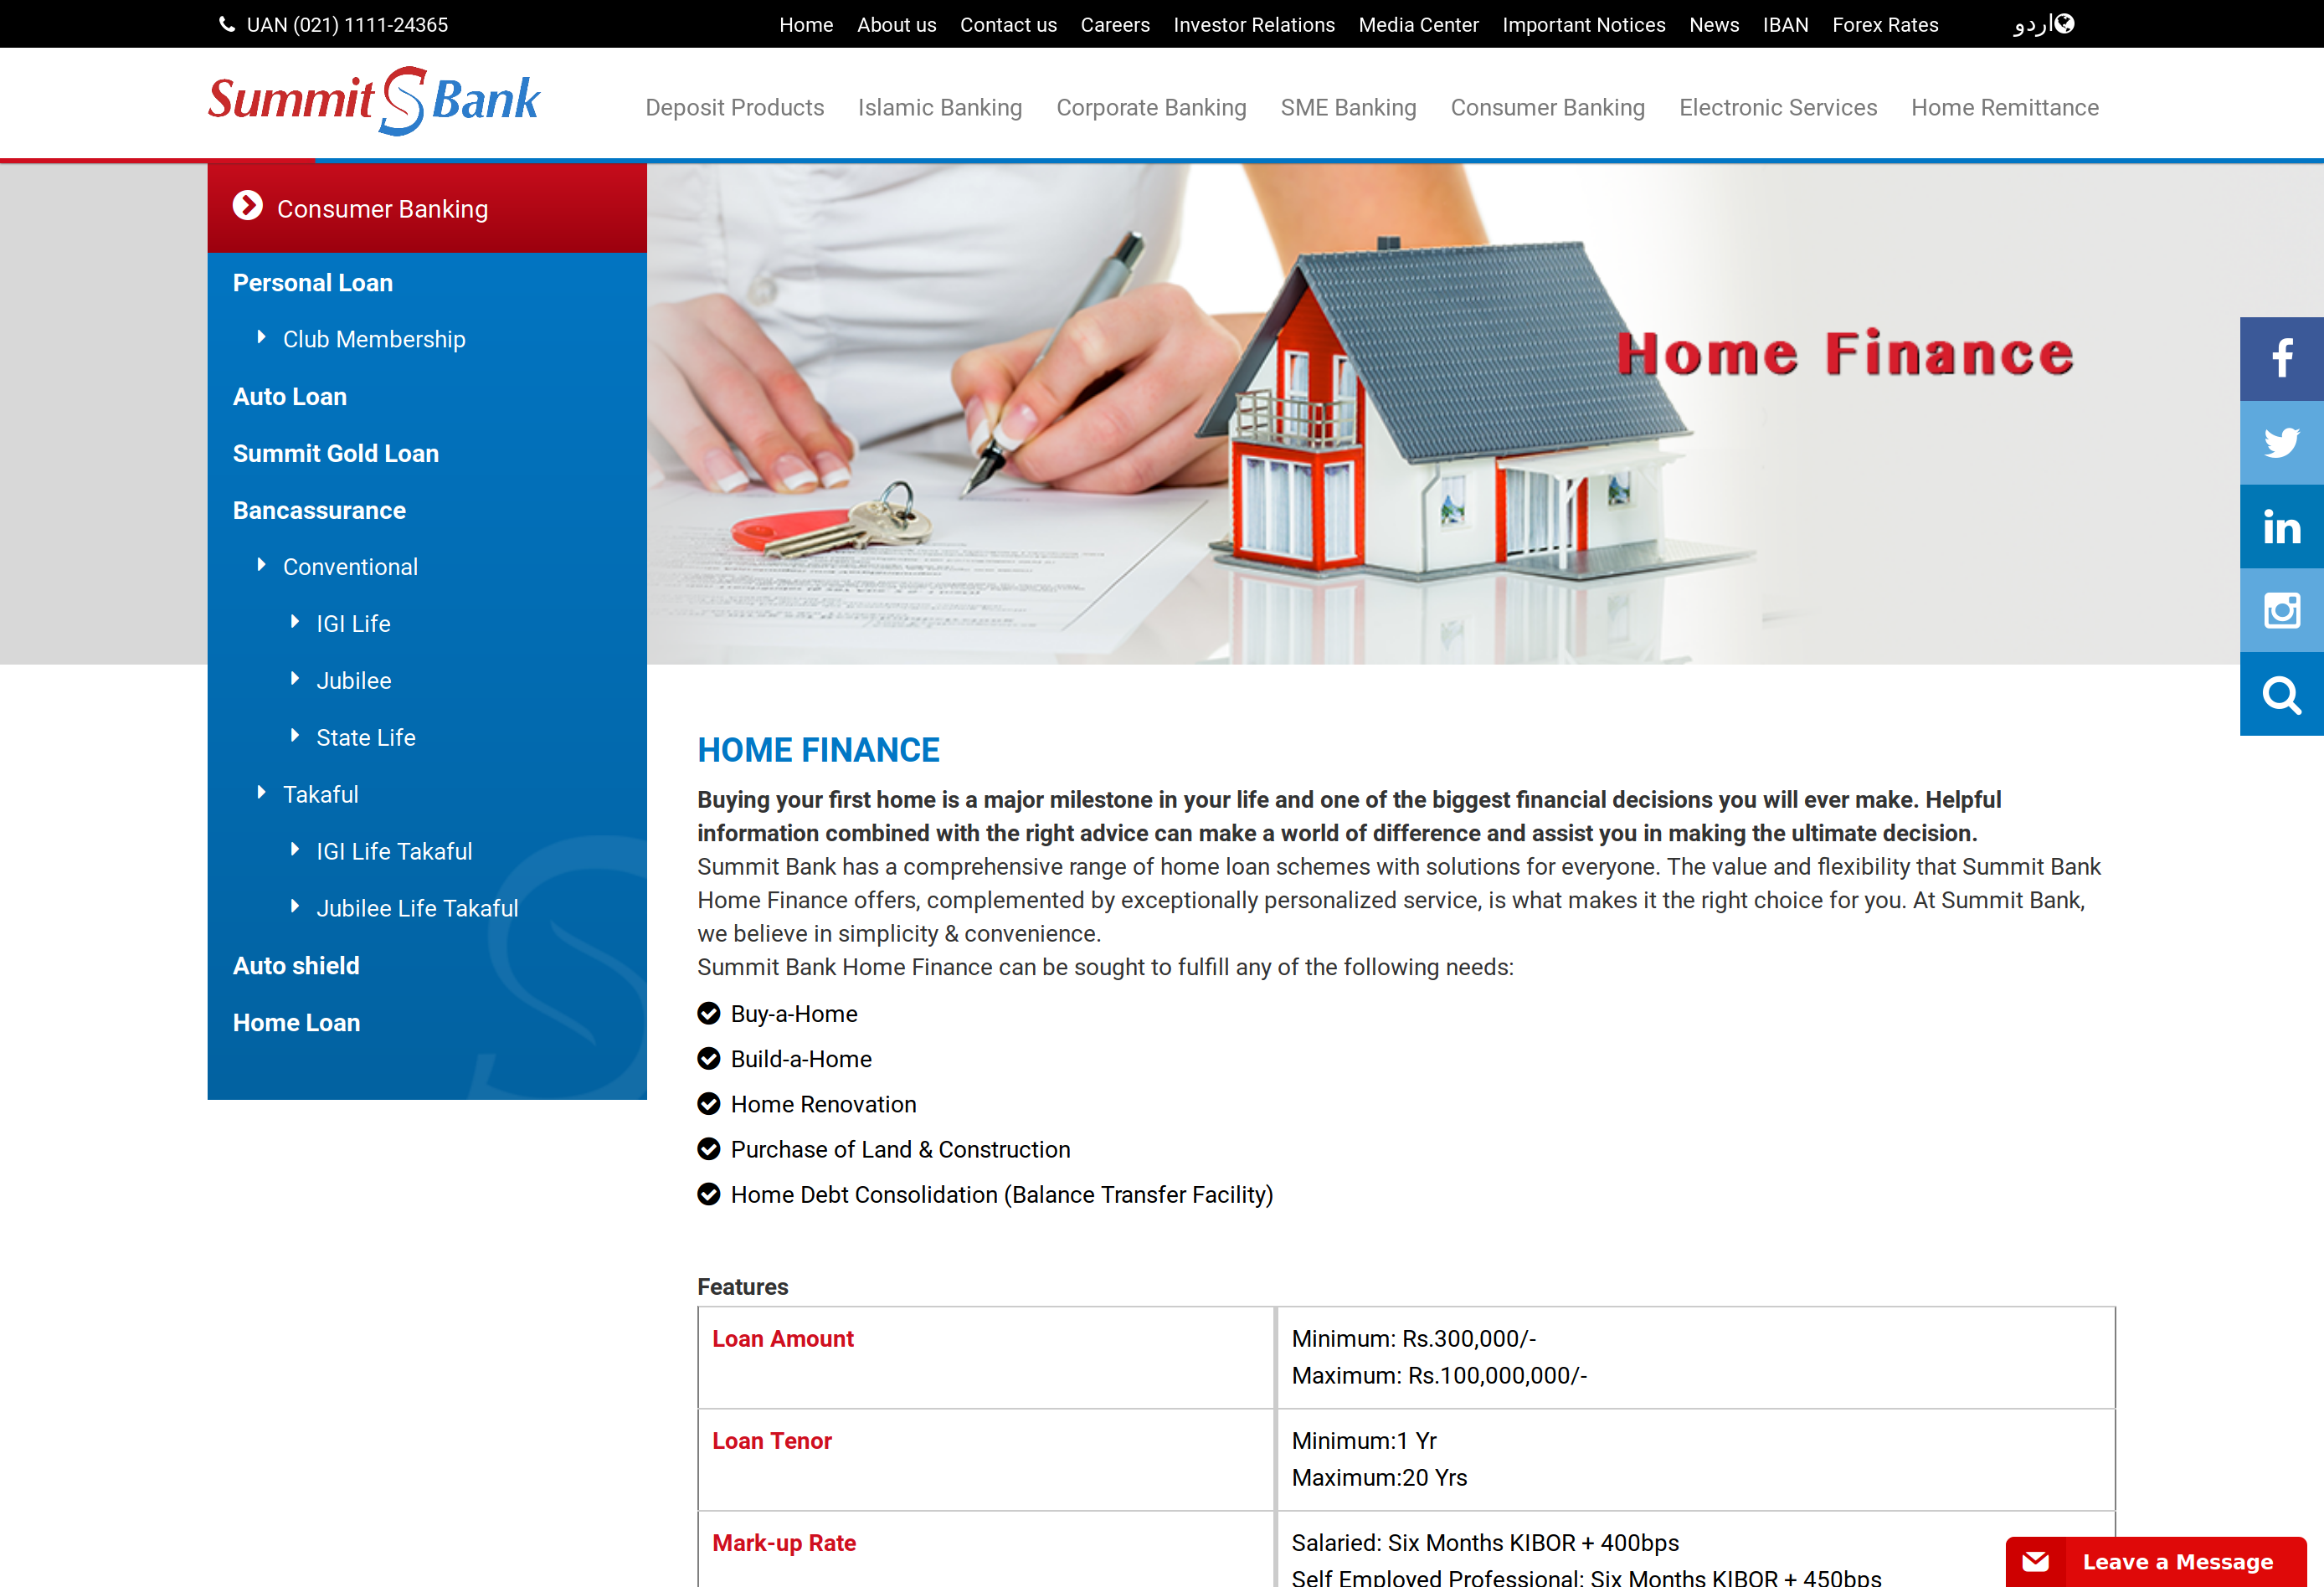 UAN (021) 1111-24365
Home About us Contact us Careers Investor Relations Media Center Important Notices News IBAN Forex Rates اردو
Summit S Bank
Deposit Products Islamic Banking Corporate Banking SME Banking Consumer Banking Electronic Services Home Remittance
Consumer Banking
Personal Loan
Club Membership
Auto Loan
Summit Gold Loan
Bancassurance
Conventional
IGI Life
Jubilee
State Life
Takaful
IGI Life Takaful
Jubilee Life Takaful
Auto shield
Home Loan
Home Finance
HOME FINANCE
Buying your first home is a major milestone in your life and one of the biggest financial decisions you will ever make. Helpful
information combined with the right advice can make a world of difference and assist you in making the ultimate decision.
Summit Bank has a comprehensive range of home loan schemes with solutions for everyone. The value and flexibility that Summit Bank
Home Finance offers, complemented by exceptionally personalized service, is what makes it the right choice for you. At Summit Bank,
we believe in simplicity & convenience.
Summit Bank Home Finance can be sought to fulfill any of the following needs:
Buy-a-Home
Build-a-Home
Home Renovation
Purchase of Land & Construction
Home Debt Consolidation (Balance Transfer Facility)
Features
Loan Amount
Minimum: Rs.300,000/-
Maximum: Rs.100,000,000/-
Loan Tenor
Minimum:1 Yr
Maximum:20 Yrs
Mark-up Rate
Salaried: Six Months KIBOR + 400bps
Self Employed Professional: Six Months KIBOR + 450bps
Leave a Message